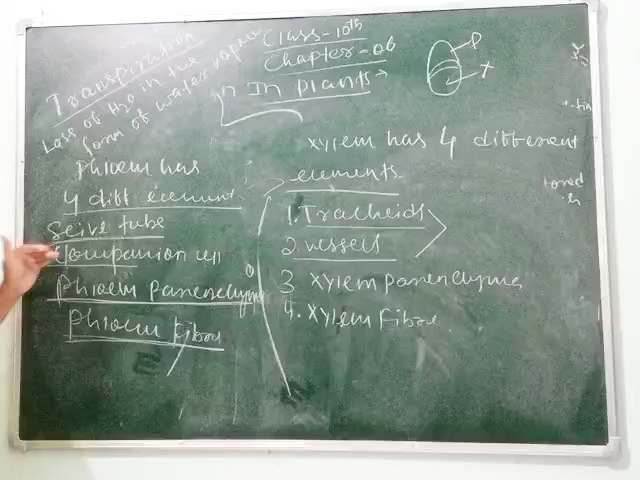 Transpiration
Loss of H2O in the
form of water vapour
Class-10th
Chapter-06
In plants
P
xylem has 4 different
elements
1. Tracheids
2. vessels
3 xylem parenchyma
4. xylem fibre
Phloem has
4 diff element
Seive tube
Companion cell
Phloem parenchyma
Phloem fibre